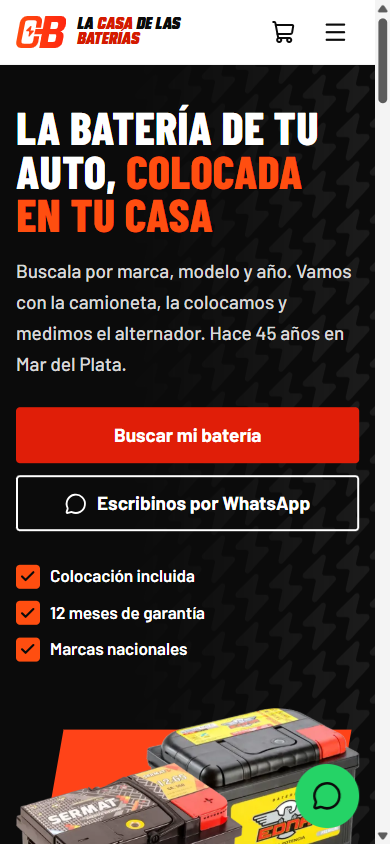 CB
LA CASA DE LAS
BATERÍAS
LA BATERÍA DE TU
AUTO, COLOCADA
EN TU CASA
Buscala por marca, modelo y año. Vamos
con la camioneta, la colocamos y
medimos el alternador. Hace 45 años en
Mar del Plata.
Buscar mi batería
Escribinos por WhatsApp
Colocación incluida
12 meses de garantía
Marcas nacionales
SERMAT